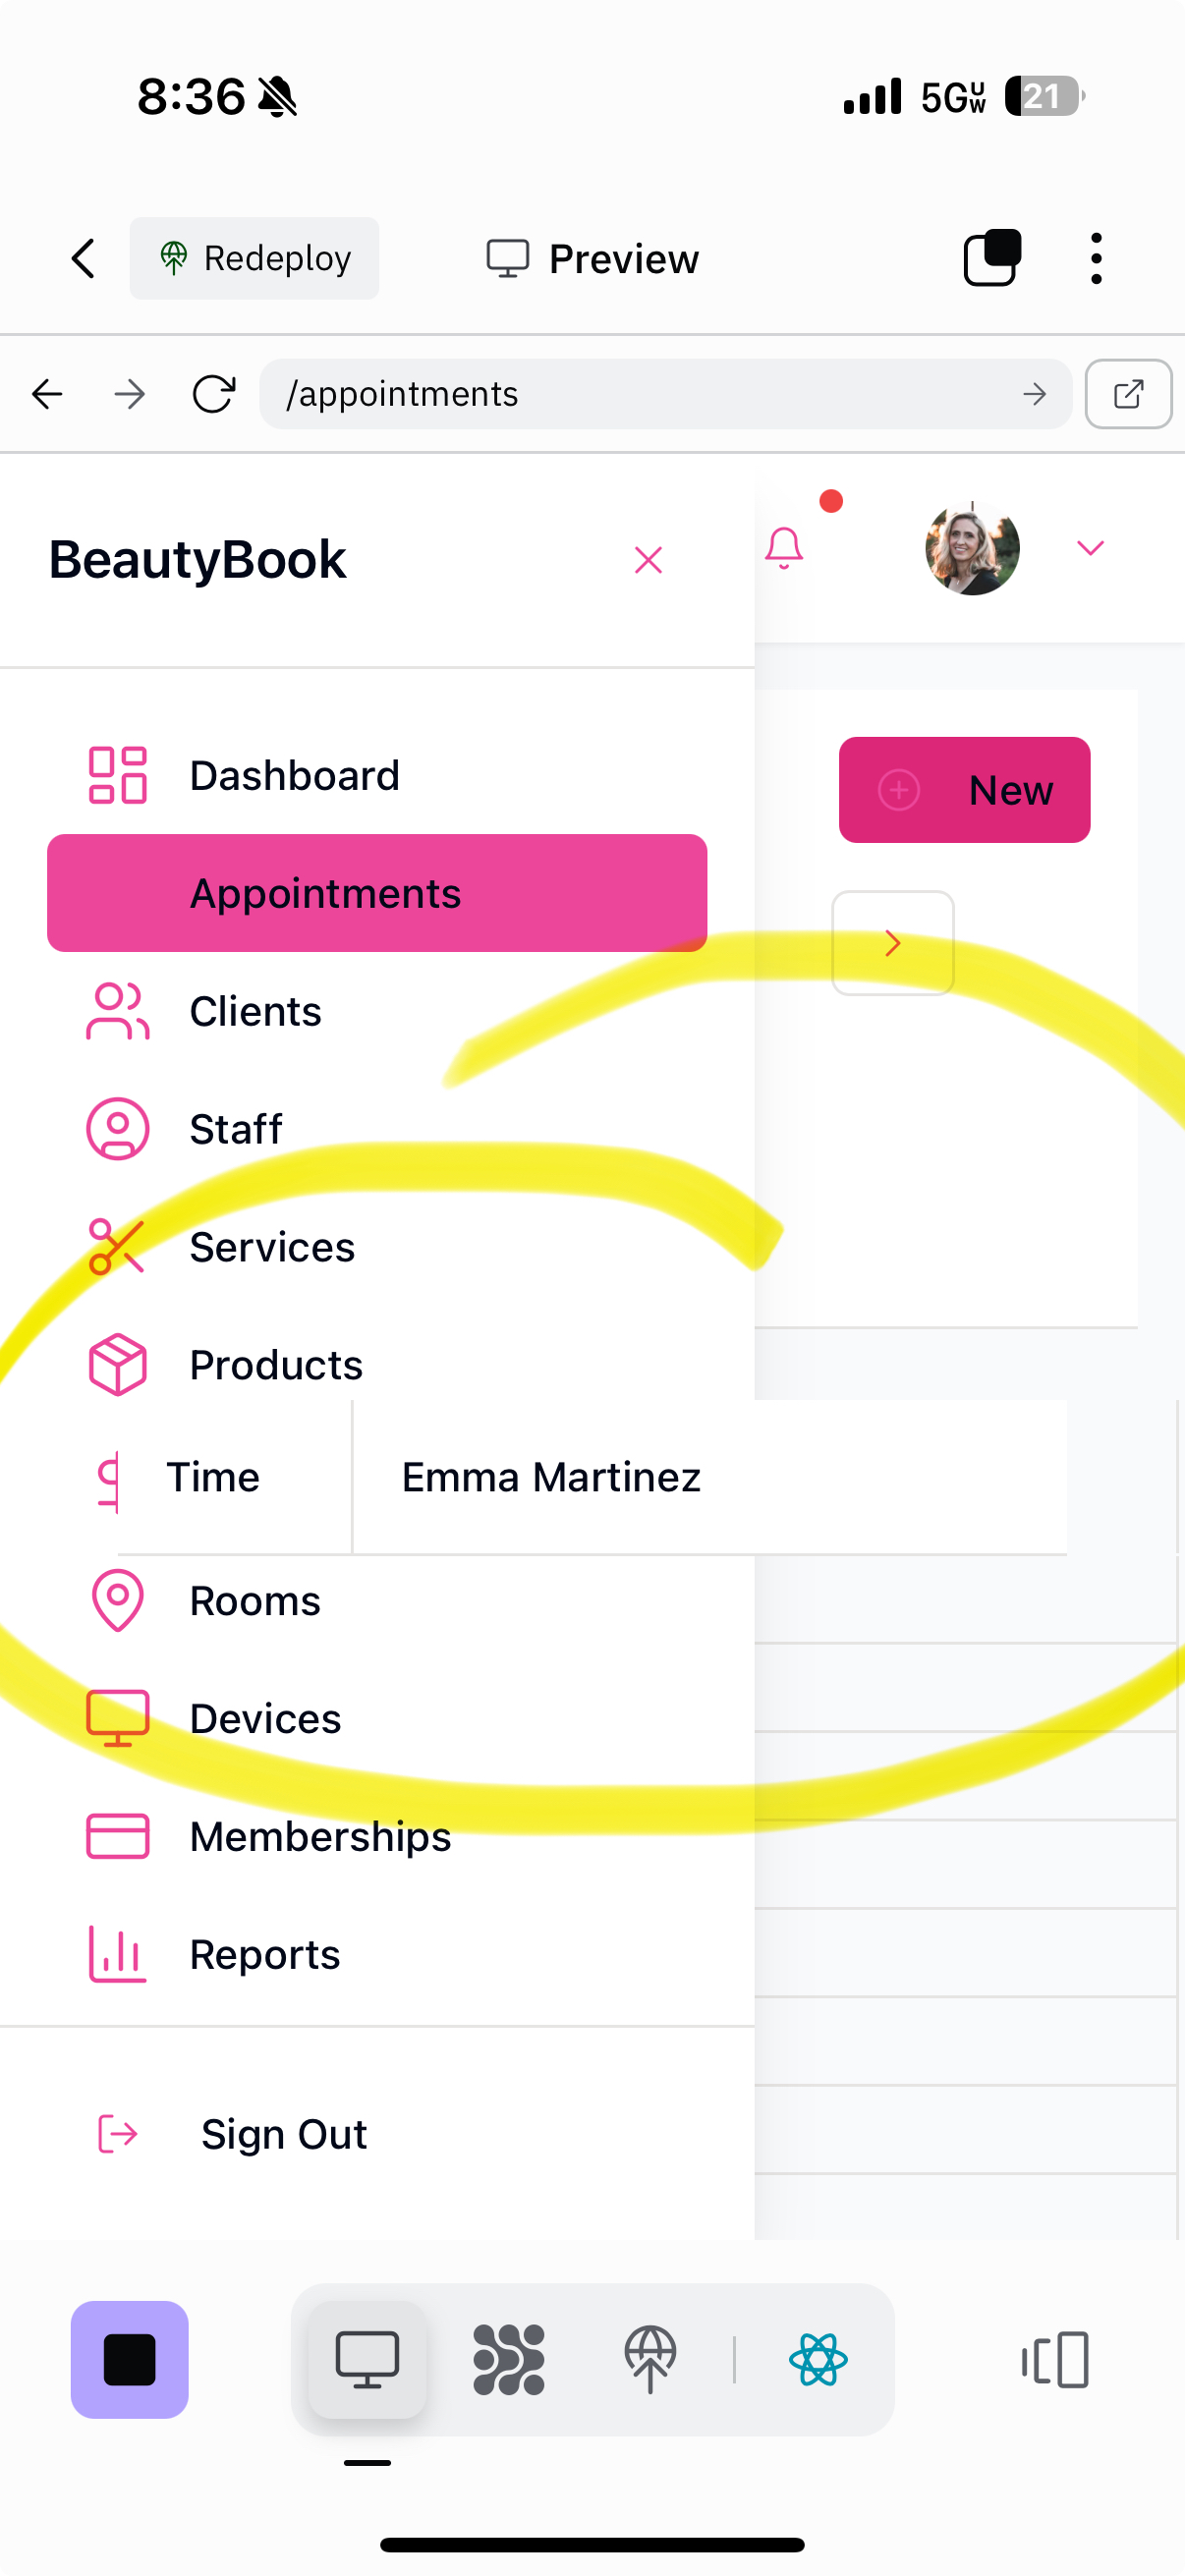 8:36
5G UW 21
Redeploy
Preview
/appointments
BeautyBook
Dashboard
New
Appointments
Clients
Staff
Services
Products
Time
Emma Martinez
Rooms
Devices
Memberships
Reports
Sign Out